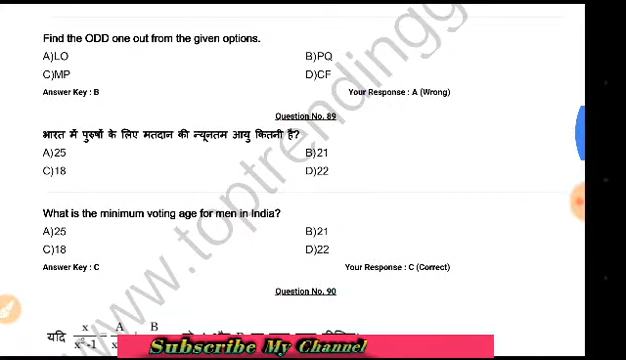 Find the ODD one out from the given options.
A)LO B)PQ
C)MP D)CF
Answer Key : B Your Response : A (Wrong)
Question No. 89
भारत में पुरुषों के लिए मतदान की न्यूनतम आयु कितनी है?
A)25 B)21
C)18 D)22
What is the minimum voting age for men in India?
A)25 B)21
C)18 D)22
Answer Key : C Your Response : C (Correct)
Question No. 90
यदि x A B
x²-1 x
www.toptrendingg
Subscribe My Channel